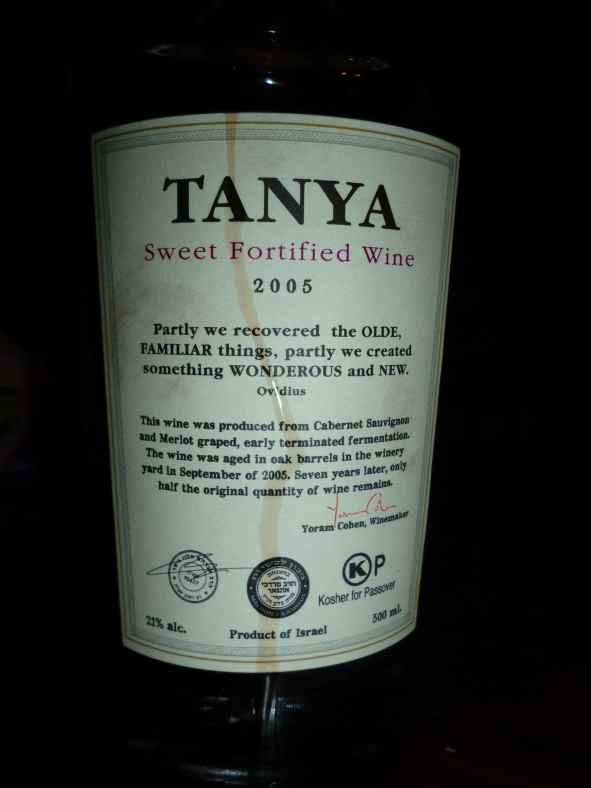 TANYA
Sweet Fortified Wine
2005
Partly we recovered the OLDE,
FAMILIAR things, partly we created
something WONDEROUS and NEW.
Ovidius
This wine was produced from Cabernet Sauvignon
and Merlot graped, early terminated fermentation.
The wine was aged in oak barrels in the winery
yard in September of 2005. Seven years later, only
half the original quantity of wine remains.
Yoram Cohen, Winemaker
הרב מרדכי
אונגאר
K P
Kosher for Passover
21% alc.
Product of Israel
500 ml.